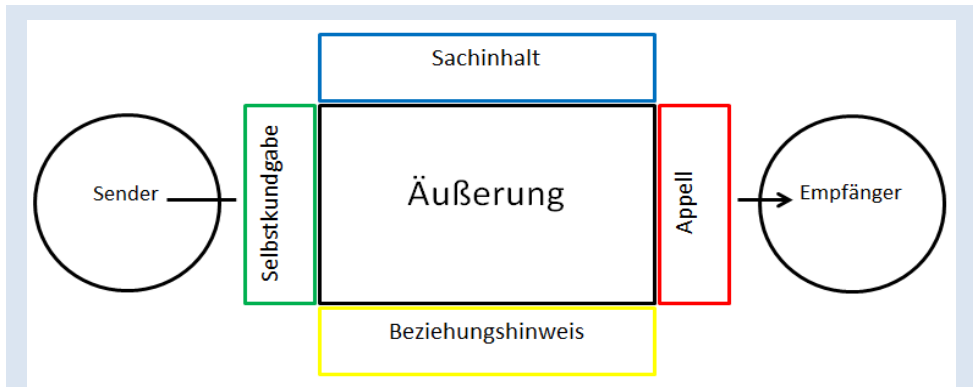 Sachinhalt
Sender
Selbstkundgabe
Äußerung
Appell
Empfänger
Beziehungshinweis